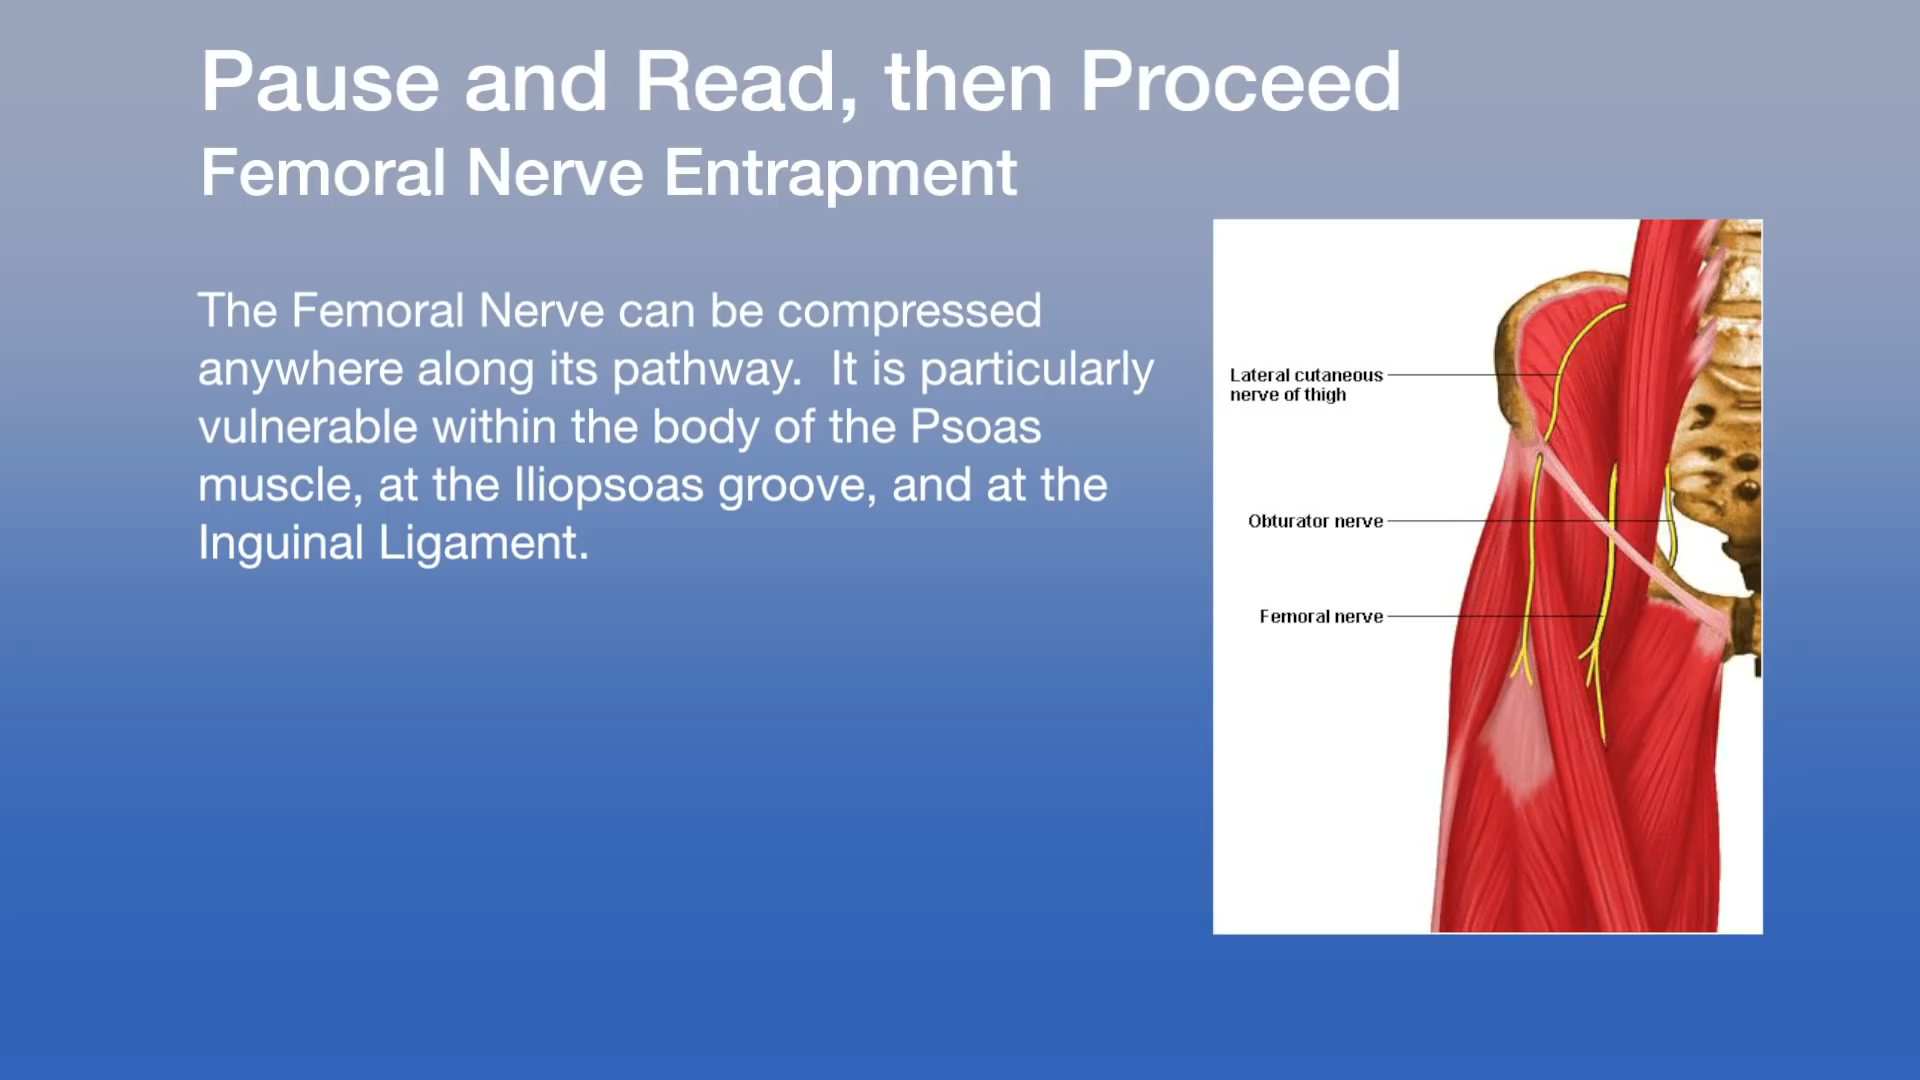 Pause and Read, then Proceed
Femoral Nerve Entrapment
The Femoral Nerve can be compressed
anywhere along its pathway.  It is particularly
vulnerable within the body of the Psoas
muscle, at the Iliopsoas groove, and at the
Inguinal Ligament.
Lateral cutaneous
nerve of thigh
Obturator nerve
Femoral nerve